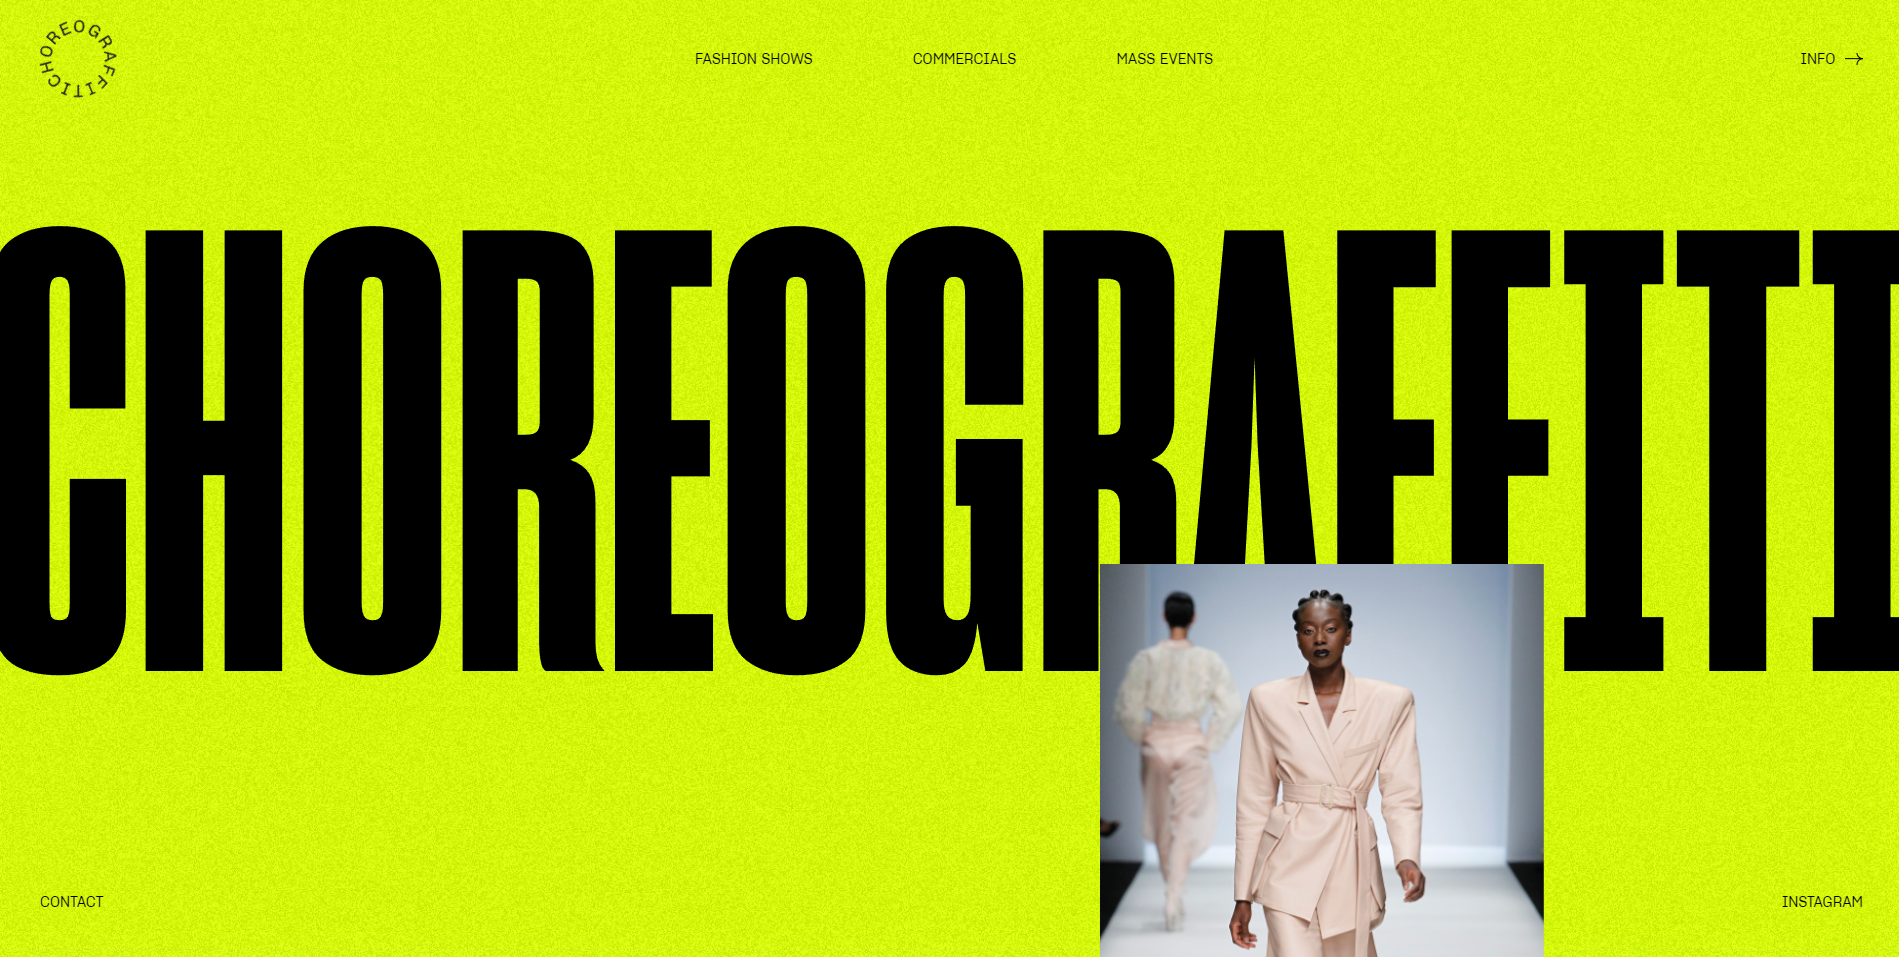 CHOREOGRAFFITI
FASHION SHOWS
COMMERCIALS
MASS EVENTS
INFO →
CHOREOGRAFFITI
CONTACT
INSTAGRAM